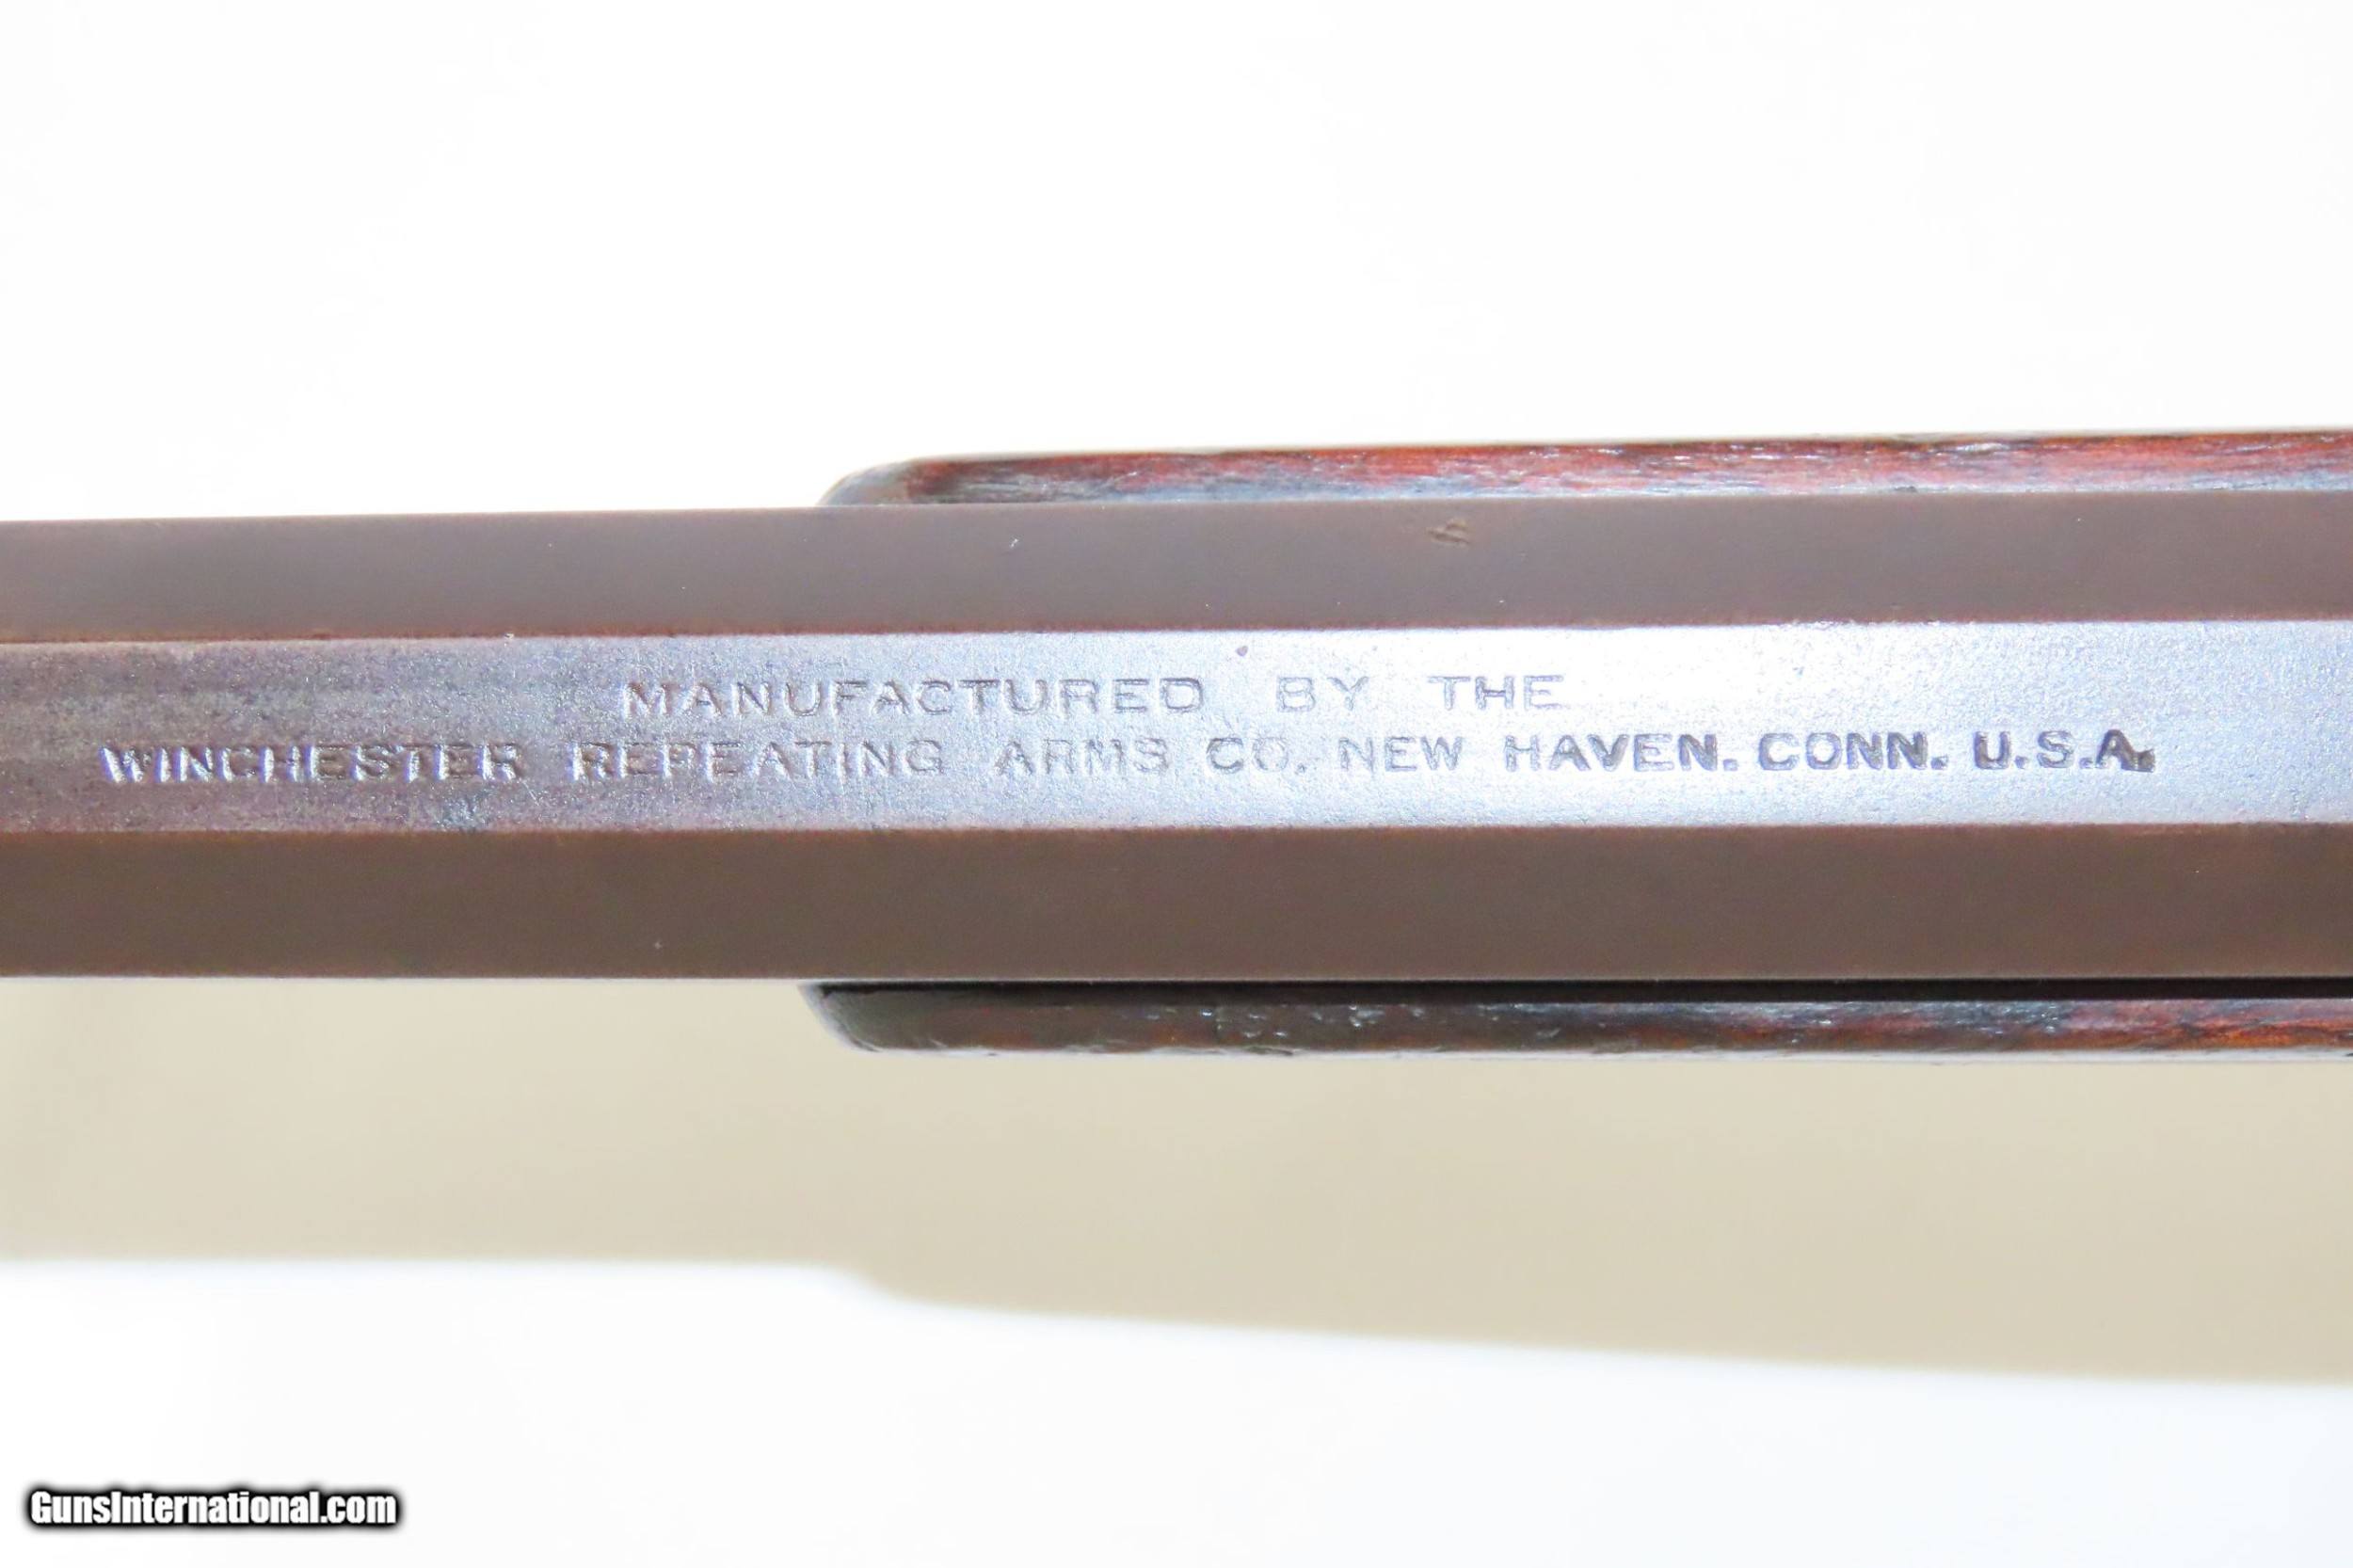 MANUFACTURED BY THE
WINCHESTER REPEATING ARMS CO. NEW HAVEN. CONN. U.S.A.
GunsInternational.com